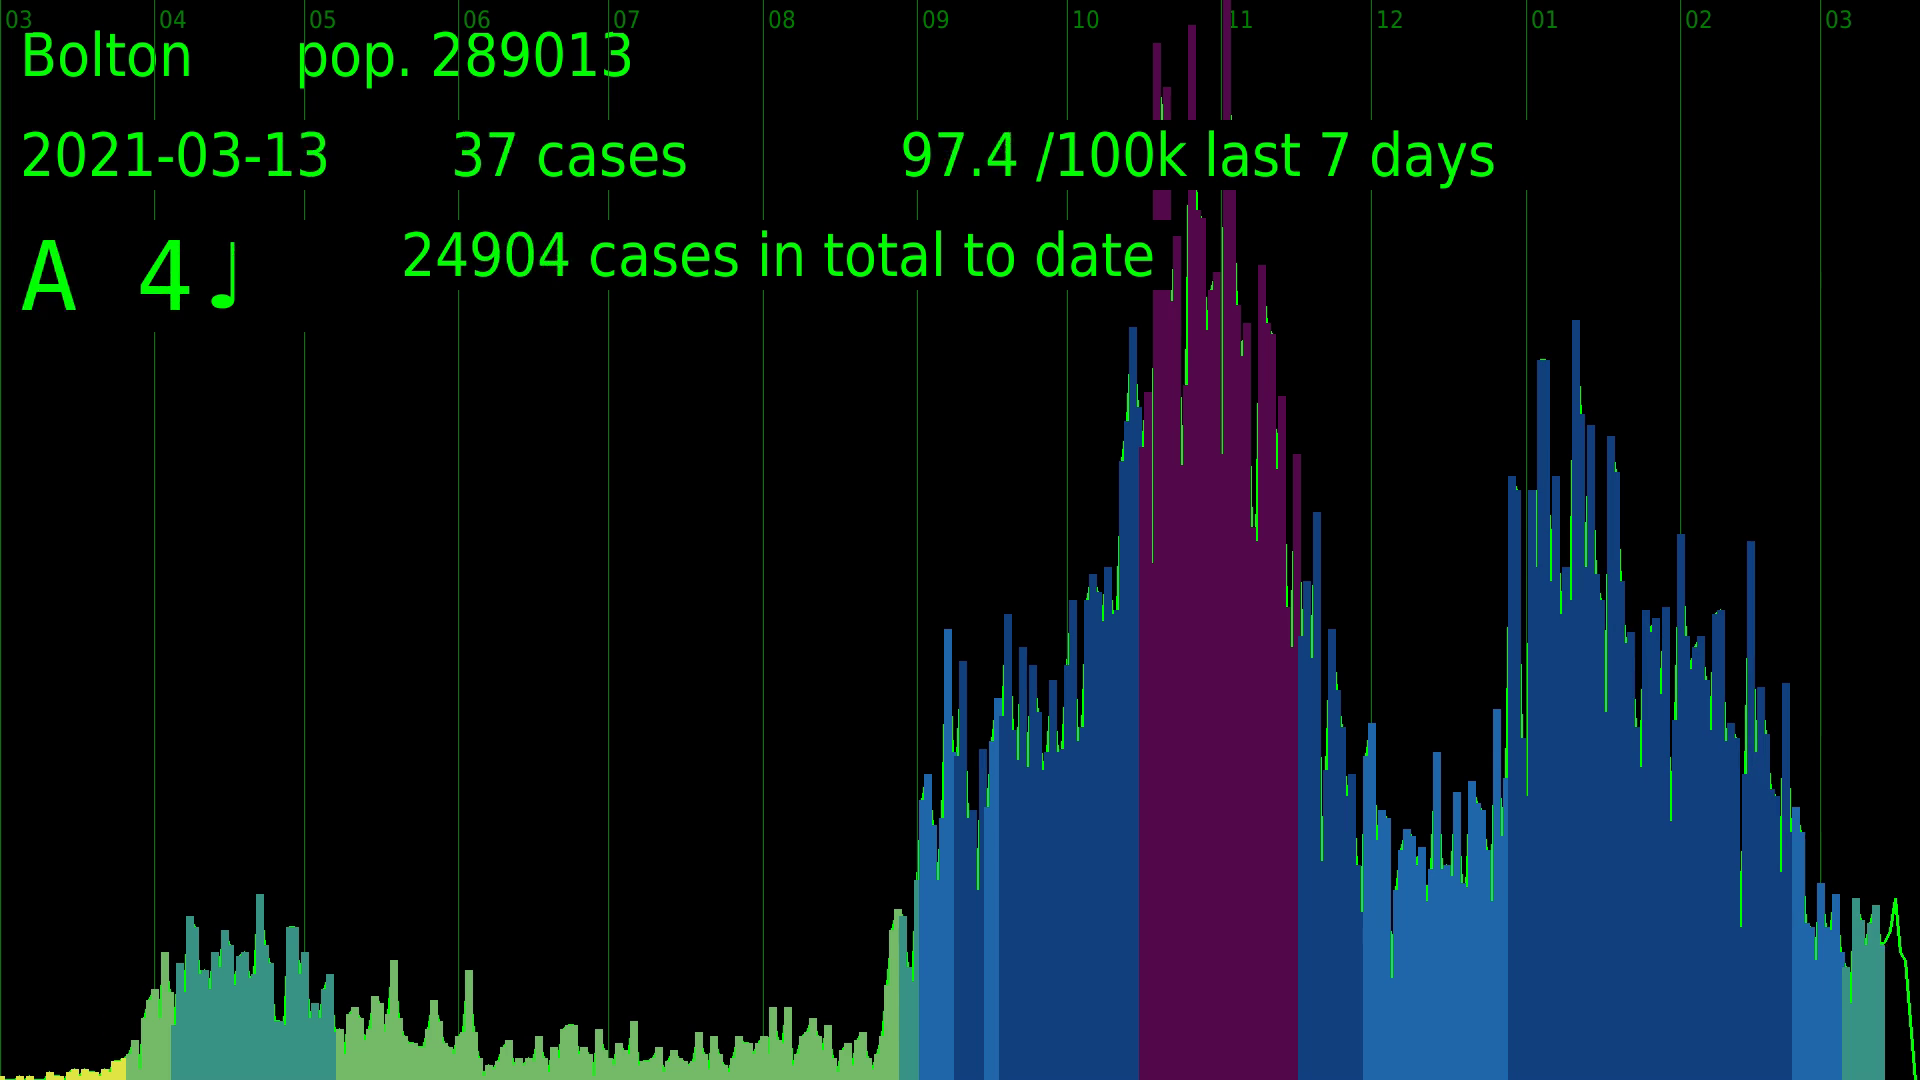 03 04 05 06 07 08 09 10 11 12 01 02 03
Bolton pop. 289013
2021-03-13 37 cases 97.4 /100k last 7 days
A 4♩ 24904 cases in total to date